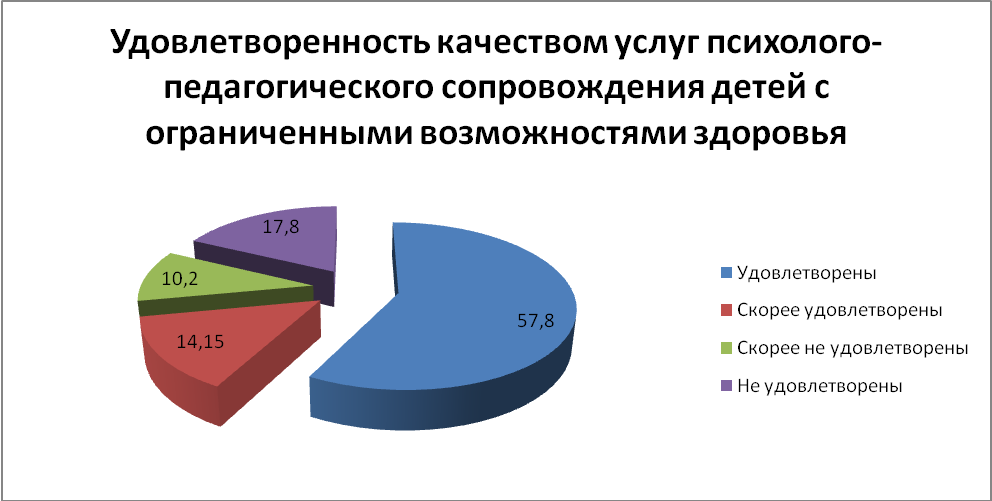 Удовлетворенность качеством услуг психолого-
педагогического сопровождения детей с
ограниченными возможностями здоровья
17,8
10,2
14,15
57,8
Удовлетворены
Скорее удовлетворены
Скорее не удовлетворены
Не удовлетворены